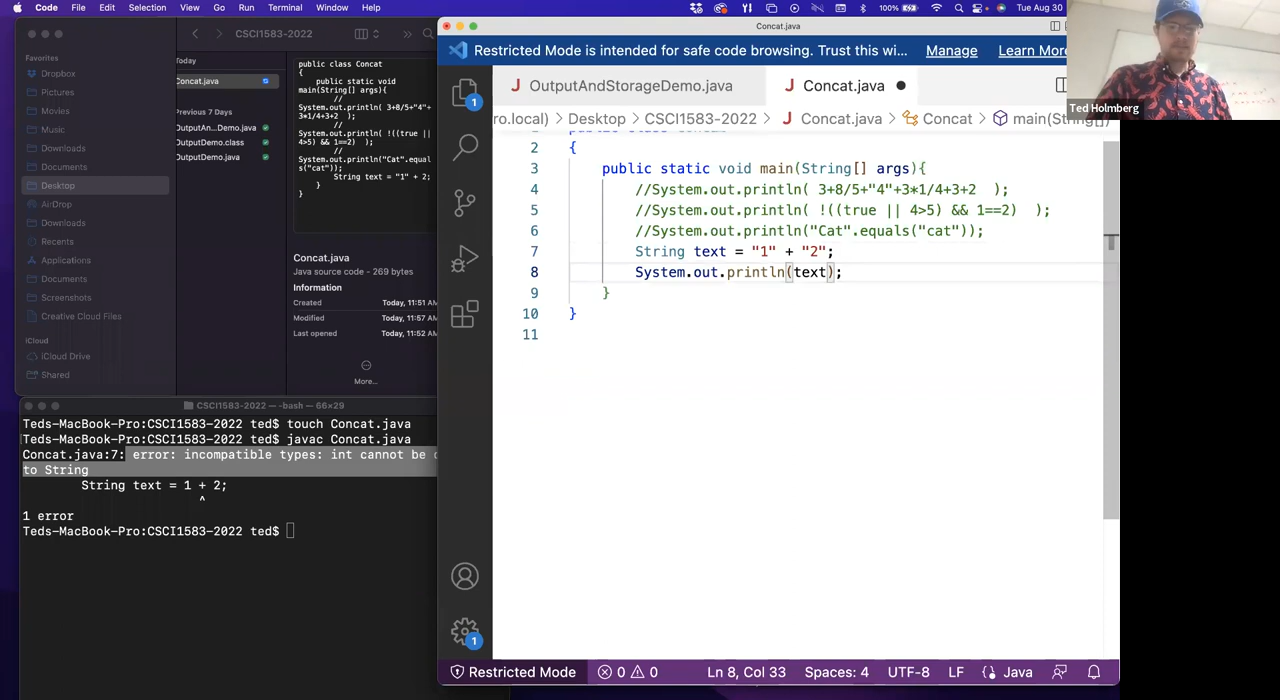 Code File Edit Selection View Go Run Terminal Window Help 100% Tue Aug 30
CSCI1583-2022
Favorites
Dropbox
Pictures
Movies
Music
Downloads
Documents
Desktop
AirDrop
Downloads
Recents
Applications
Documents
Screenshots
Creative Cloud Files
iCloud
iCloud Drive
Shared
Today
Concat.java
Previous 7 Days
OutputAn...Demo.java
OutputDemo.class
OutputDemo.java
public class Concat
{
public static void
main(String[] args){
//
System.out.println( 3+8/5+"4"+
3*1/4+3+2 );
//
System.out.println( !((true ||
4>5) && 1==2) );
//
System.out.println("Cat".equal
s("cat"));
String text = "1" + 2;
}
}
Concat.java
Java source code - 269 bytes
Information
Created Today, 11:51 AM
Modified Today, 11:57 AM
Last opened Today, 11:52 AM
More...
CSCI1583-2022 — -bash — 66×29
Teds-MacBook-Pro:CSCI1583-2022 ted$ touch Concat.java
Teds-MacBook-Pro:CSCI1583-2022 ted$ javac Concat.java
Concat.java:7: error: incompatible types: int cannot be
to String
String text = 1 + 2;
^
1 error
Teds-MacBook-Pro:CSCI1583-2022 ted$
Concat.java
Restricted Mode is intended for safe code browsing. Trust this wi... Manage Learn More
J OutputAndStorageDemo.java J Concat.java
ro.local) > Desktop > CSCI1583-2022 > J Concat.java > Concat > main(String[])
2 {
3 public static void main(String[] args){
4 //System.out.println( 3+8/5+"4"+3*1/4+3+2 );
5 //System.out.println( !((true || 4>5) && 1==2) );
6 //System.out.println("Cat".equals("cat"));
7 String text = "1" + "2";
8 System.out.println(text);
9 }
10 }
11
1
1
Restricted Mode 0 0 Ln 8, Col 33 Spaces: 4 UTF-8 LF {} Java
Ted Holmberg